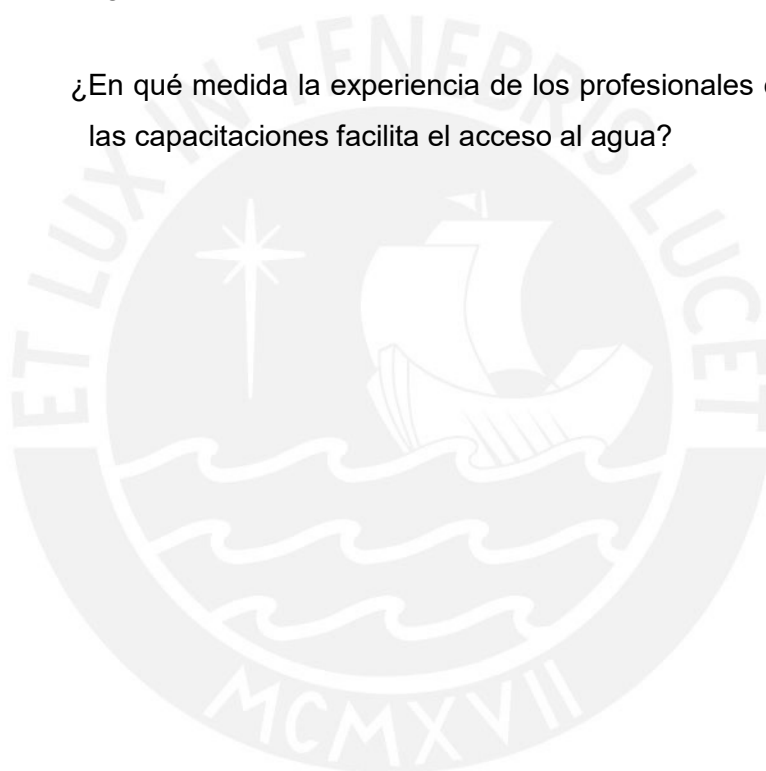 ¿En qué medida la experiencia de los profesionales
las capacitaciones facilita el acceso al agua?
ET LUX IN TENEBRIS LUCET
MCMXVII